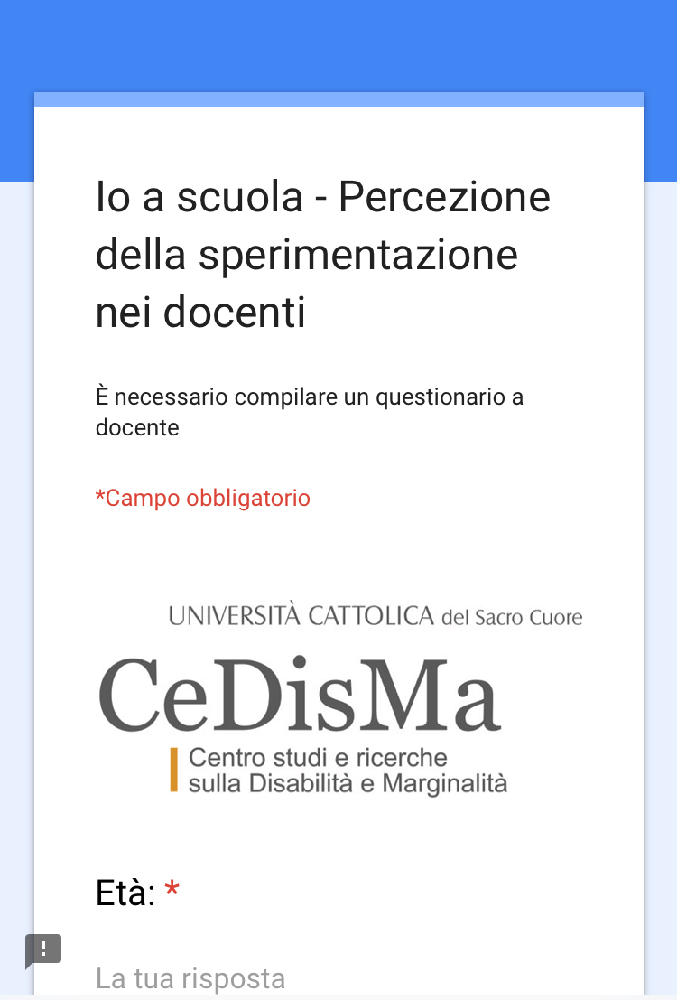 Io a scuola - Percezione
della sperimentazione
nei docenti
È necessario compilare un questionario a
docente
*Campo obbligatorio
UNIVERSITÀ CATTOLICA del Sacro Cuore
CeDisMa
Centro studi e ricerche
sulla Disabilità e Marginalità
Età: *
La tua risposta